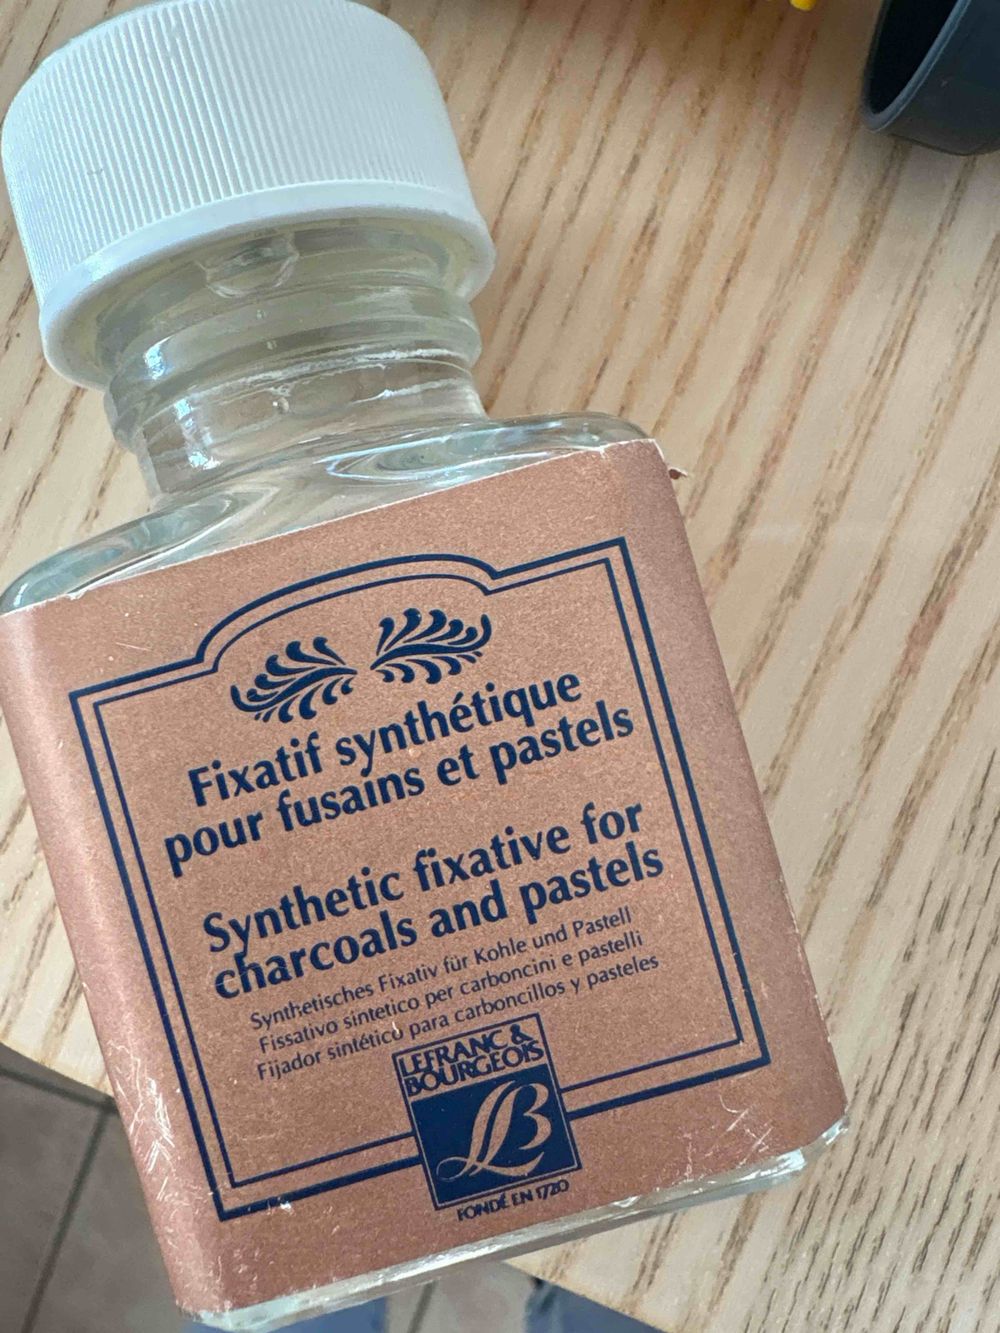 Fixatif synthétique
pour fusains et pastels
Synthetic fixative for
charcoals and pastels
Synthetisches Fixativ für Kohle und Pastell
Fissativo sintetico per carboncini e pastelli
Fijador sintético para carboncillos y pasteles
LEFRANC &
BOURGEOIS
LB
FONDÉ EN 1720